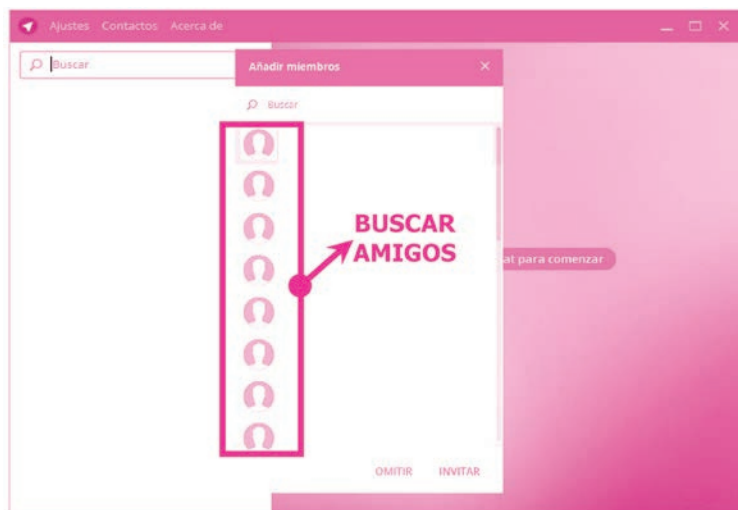 Ajustes Contactos Acerca de
Buscar
Añadir miembros
Buscar
BUSCAR
AMIGOS
at para comenzar
OMITIR INVITAR